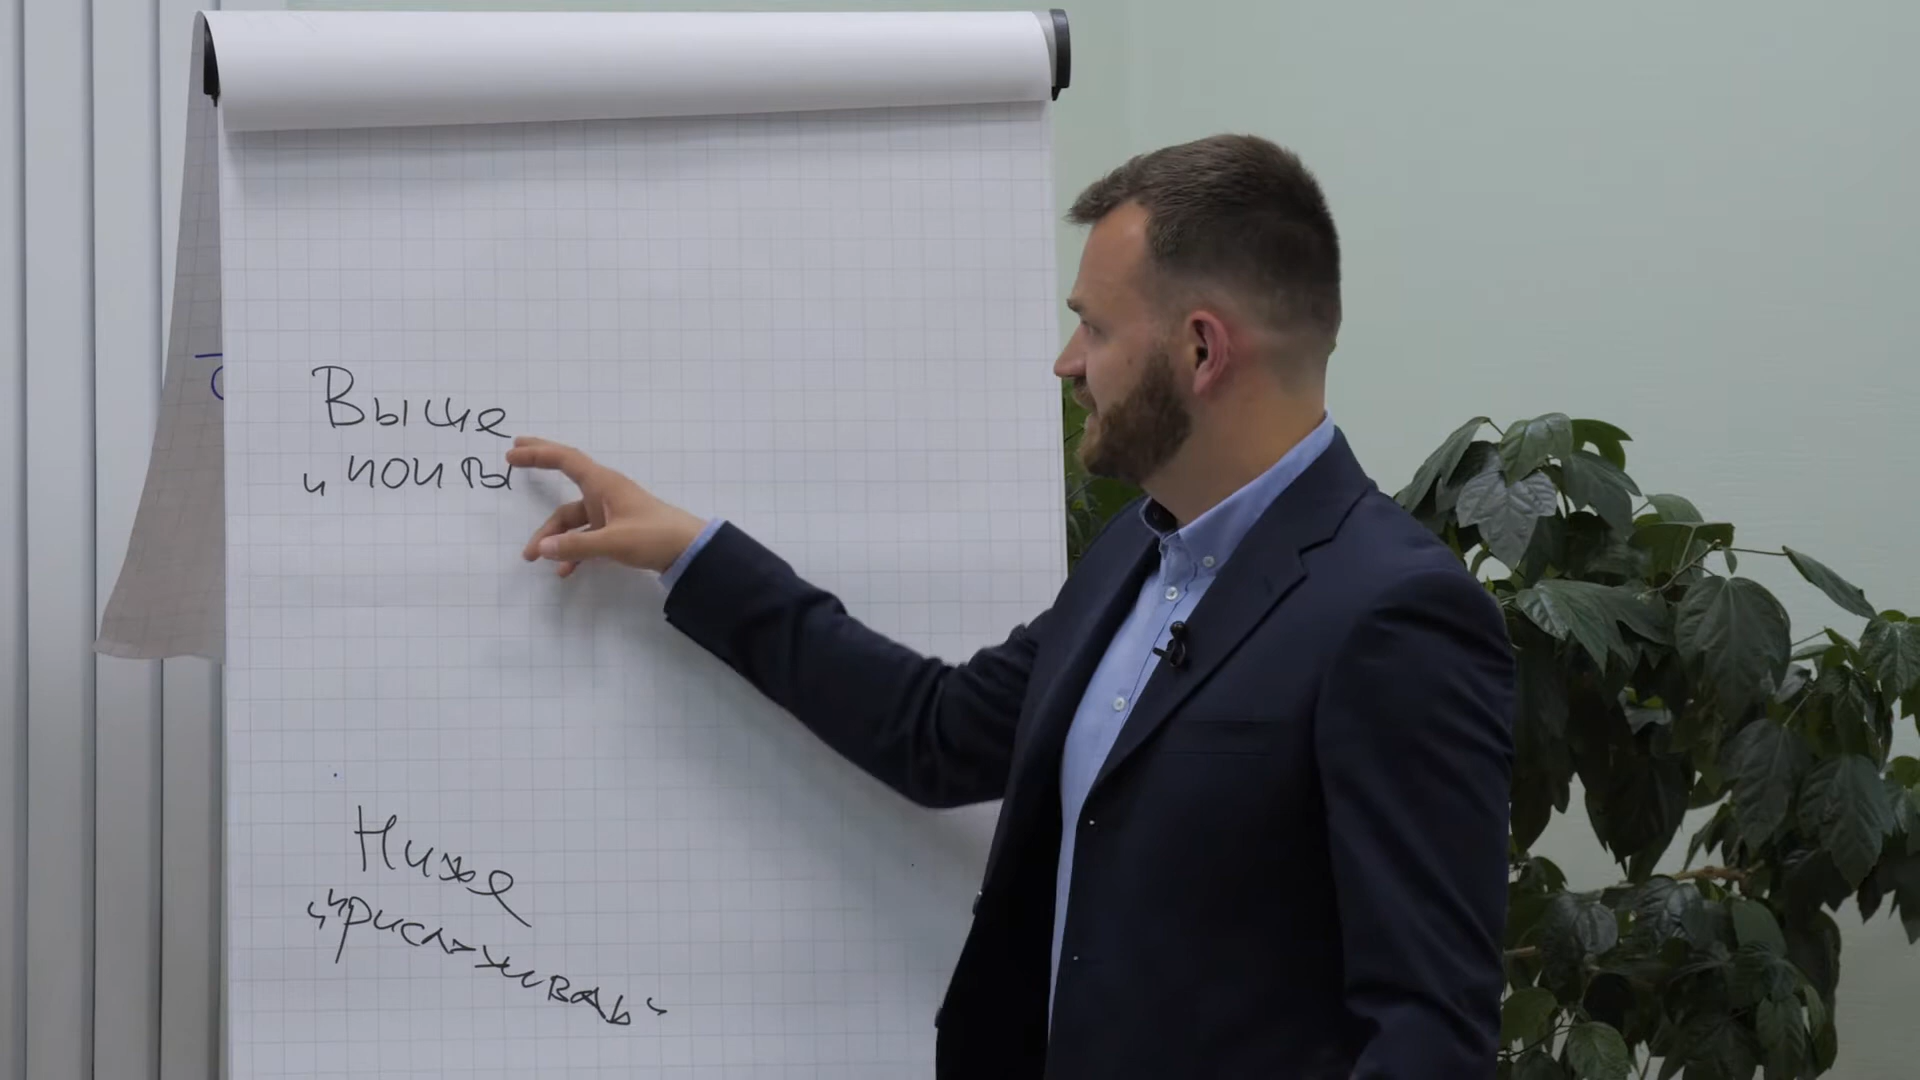 Выше
"понты
Ниже
"прислуживать"